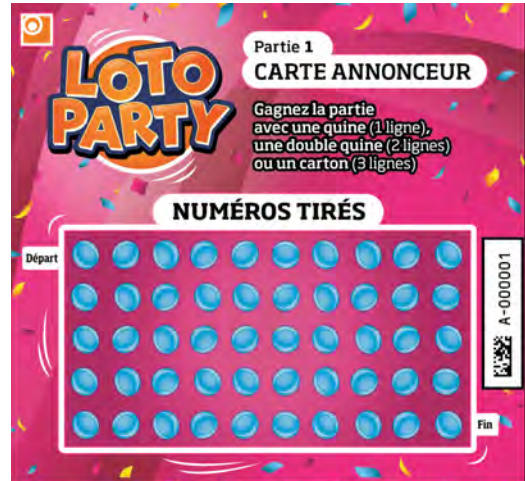 LOTO
PARTY
Partie 1
CARTE ANNONCEUR
Gagnez la partie
avec une quine (1 ligne),
une double quine (2 lignes)
ou un carton (3 lignes)
NUMÉROS TIRÉS
Départ
A-000001
Fin